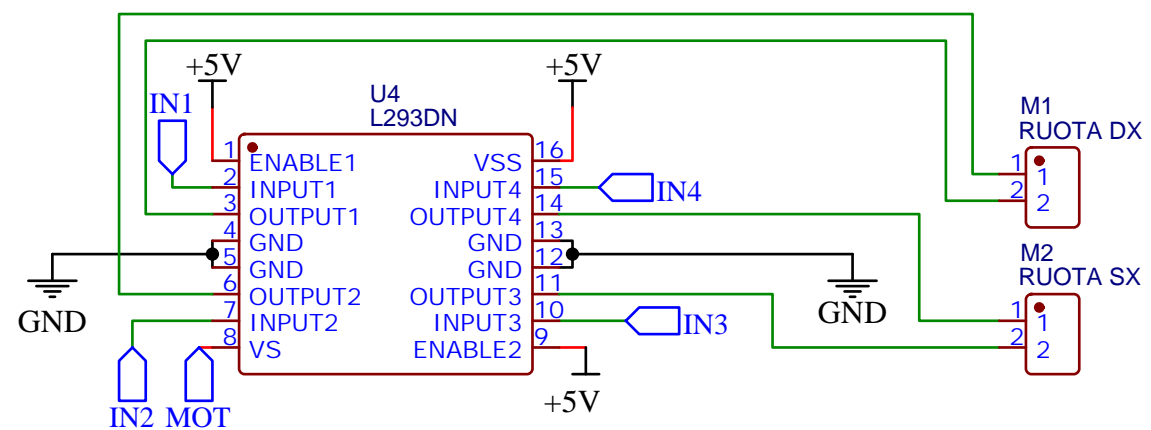 +5V
+5V
U4
L293DN
IN1
M1
RUOTA DX
1 ENABLE1
VSS 16
2 INPUT1
INPUT4 15
IN4
3 OUTPUT1
OUTPUT4 14
4 GND
GND 13
5 GND
GND 12
6 OUTPUT2
OUTPUT3 11
7 INPUT2
INPUT3 10
IN3
8 VS
ENABLE2 9
1 1
2 2
M2
RUOTA SX
1 1
2 2
GND
GND
+5V
IN2
MOT